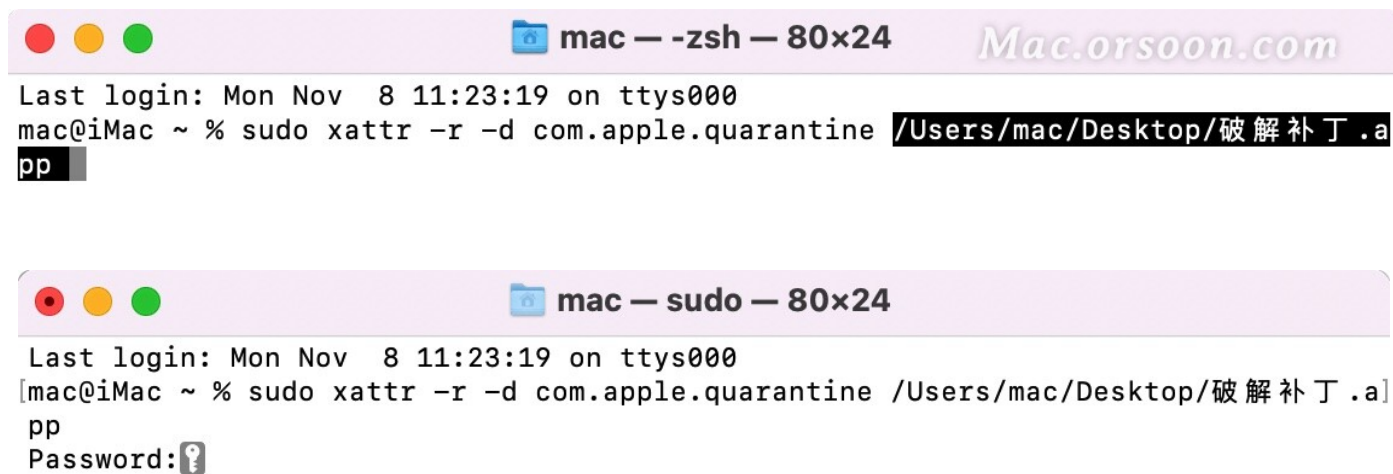 mac — -zsh — 80×24
Mac.orsoon.com
Last login: Mon Nov  8 11:23:19 on ttys000
mac@iMac ~ % sudo xattr -r -d com.apple.quarantine /Users/mac/Desktop/破解补丁.a
pp
mac — sudo — 80×24
Last login: Mon Nov  8 11:23:19 on ttys000
[mac@iMac ~ % sudo xattr -r -d com.apple.quarantine /Users/mac/Desktop/破解补丁.a]
pp
Password: